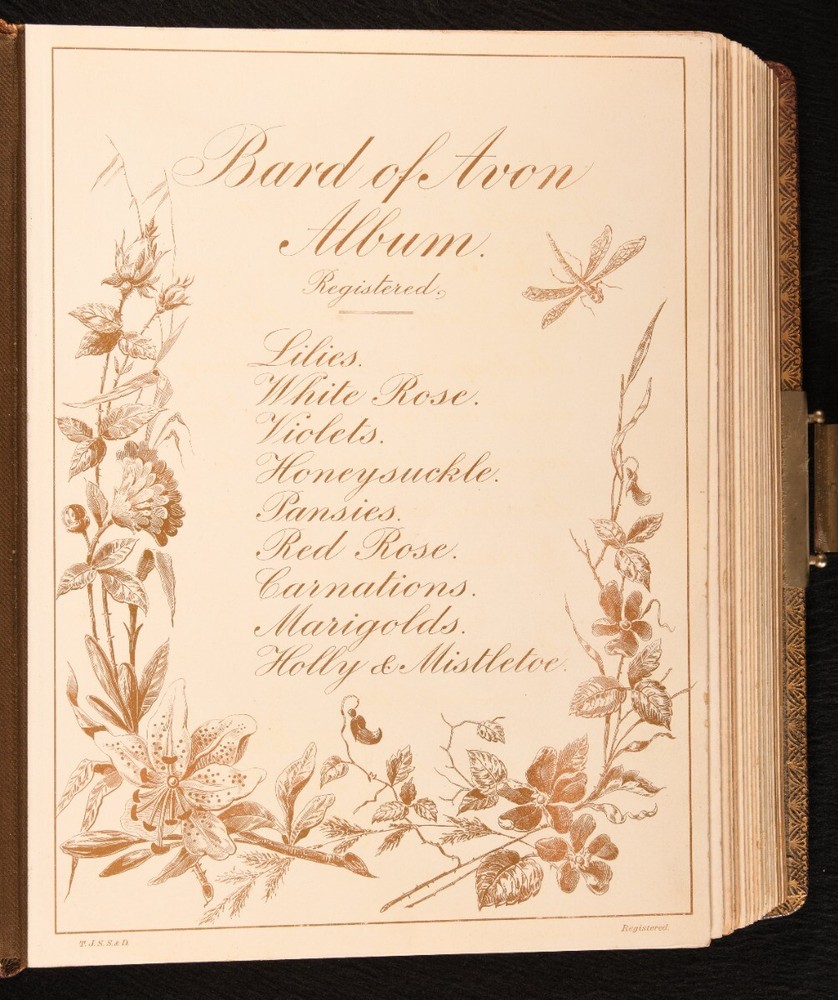 Bard of Avon
Album.
Registered.
Lilies.
White Rose.
Violets.
Honeysuckle.
Pansies.
Red Rose.
Carnations.
Marigolds.
Holly & Mistletoe.
T. J. S. S. & D.
Registered.